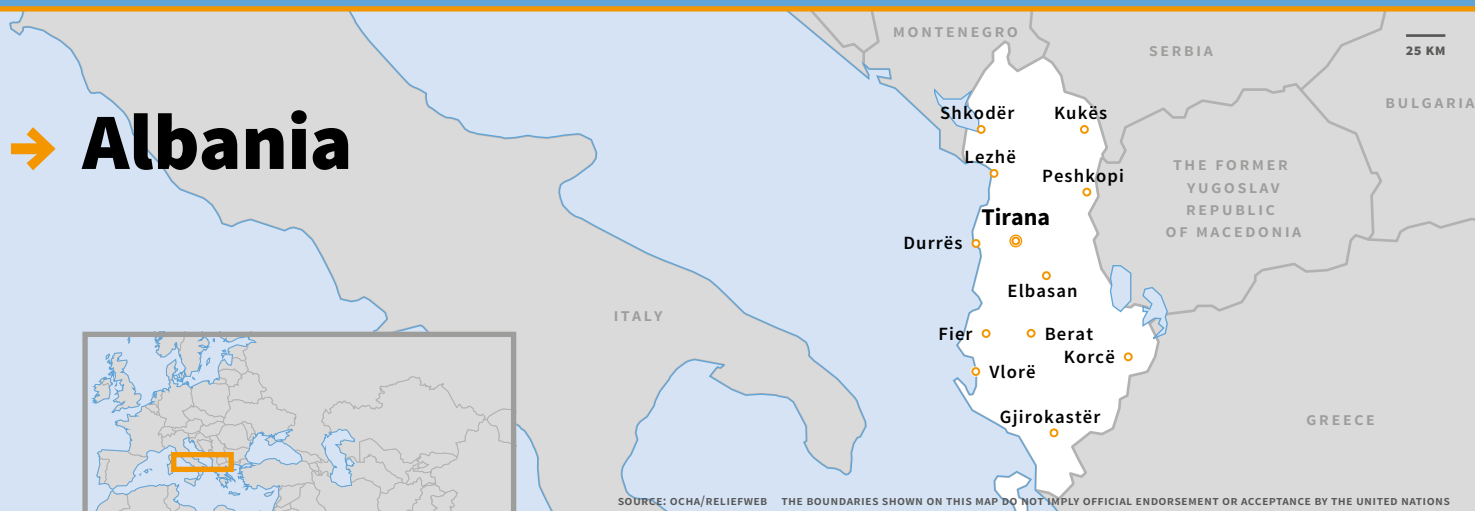 MONTENEGRO
SERBIA
25 KM
BULGARIA
Albania
Shkodër
Kukës
Lezhë
Peshkopi
THE FORMER
YUGOSLAV
REPUBLIC
OF MACEDONIA
Tirana
Durrës
Elbasan
ITALY
Fier
Berat
Korcë
Vlorë
Gjirokastër
GREECE
SOURCE: OCHA/RELIEFWEB THE BOUNDARIES SHOWN ON THIS MAP DO NOT IMPLY OFFICIAL ENDORSEMENT OR ACCEPTANCE BY THE UNITED NATIONS